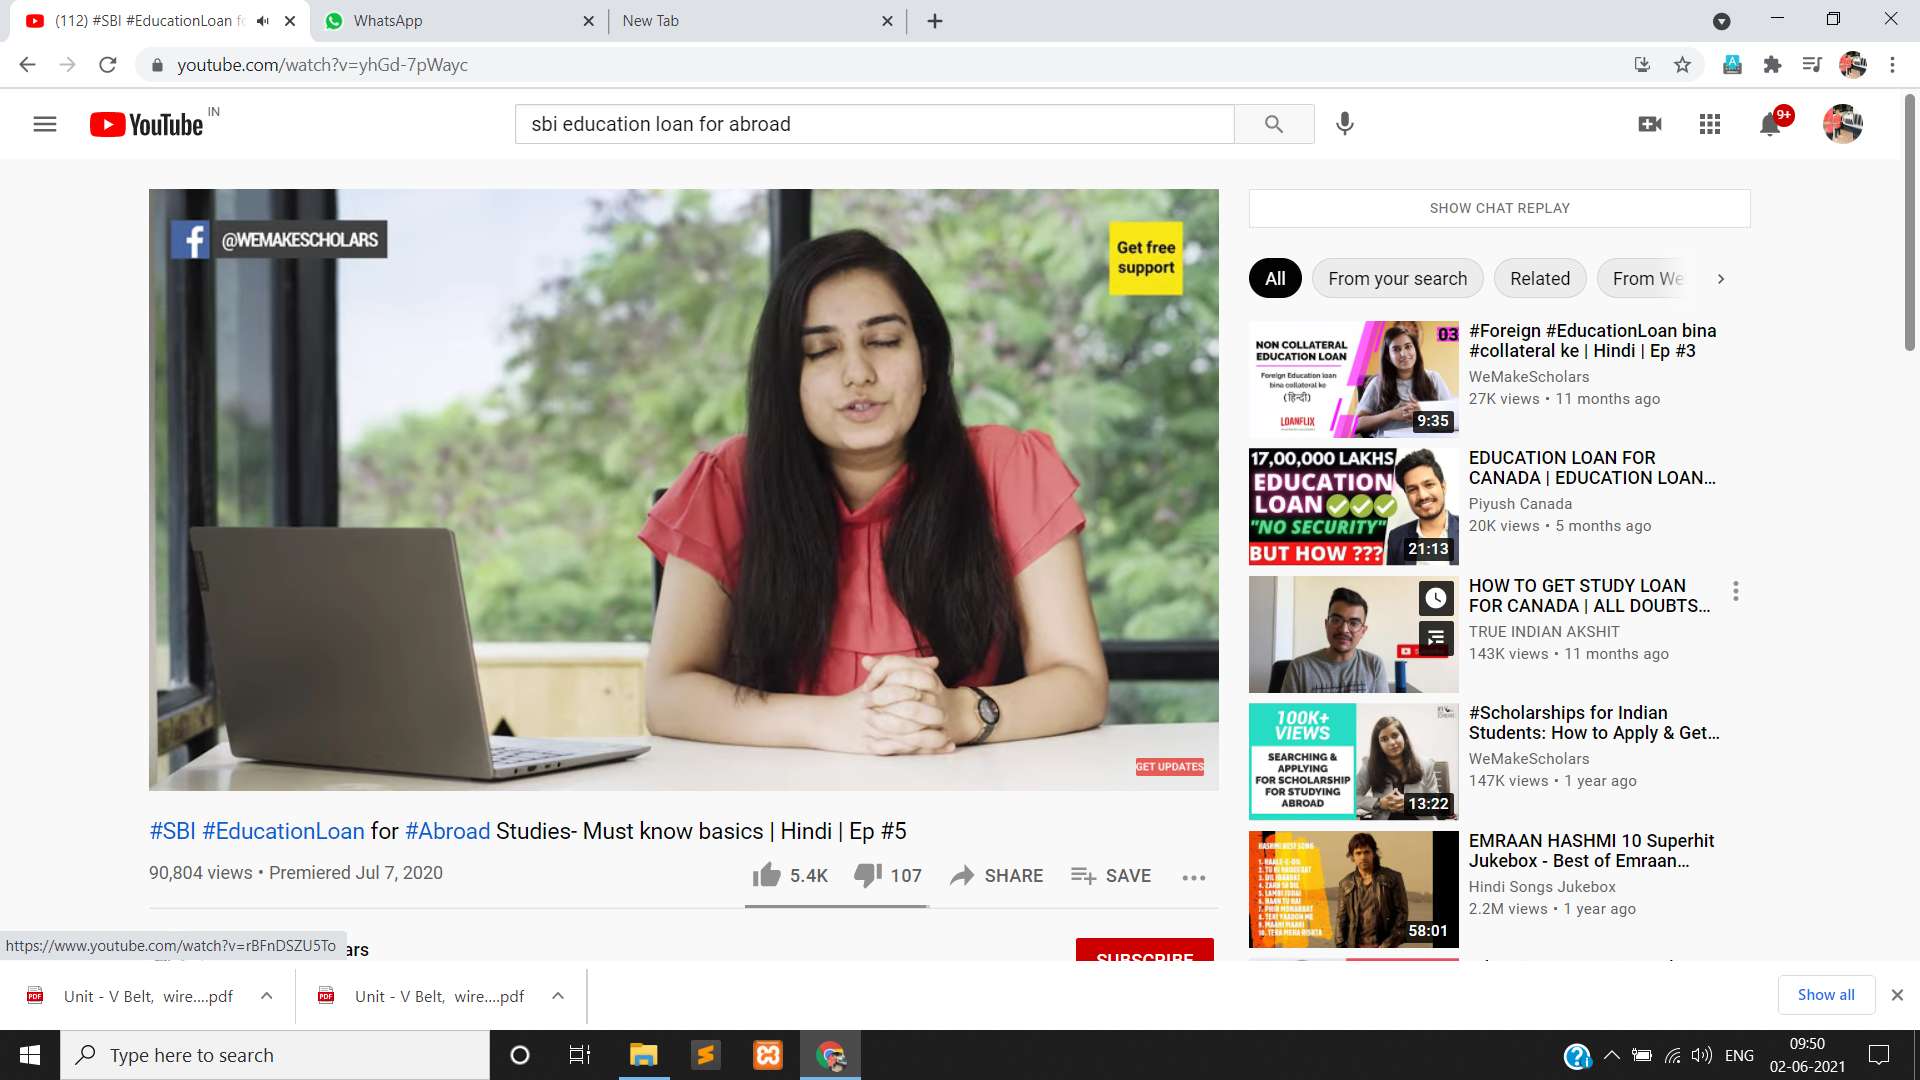 (112) #SBI #EducationLoan fo
WhatsApp
New Tab
youtube.com/watch?v=yhGd-7pWayc
YouTube IN
sbi education loan for abroad
9+
@WEMAKESCHOLARS
Get free
support
GET UPDATES
#SBI #EducationLoan for #Abroad Studies- Must know basics | Hindi | Ep #5
90,804 views • Premiered Jul 7, 2020
5.4K
107
SHARE
SAVE
ars
SUBSCRIBE
https://www.youtube.com/watch?v=rBFnDSZU5To
SHOW CHAT REPLAY
All
From your search
Related
From We
NON COLLATERAL
EDUCATION LOAN
Foreign Education loan
bina collateral ke
(हिन्दी)
LOANFLIX
03
9:35
#Foreign #EducationLoan bina
#collateral ke | Hindi | Ep #3
WeMakeScholars
27K views • 11 months ago
17,00,000 LAKHS
EDUCATION
LOAN
"NO SECURITY"
BUT HOW ???
21:13
EDUCATION LOAN FOR
CANADA | EDUCATION LOAN...
Piyush Canada
20K views • 5 months ago
HOW TO GET STUDY LOAN
FOR CANADA | ALL DOUBTS...
TRUE INDIAN AKSHIT
143K views • 11 months ago
100K+
VIEWS
SEARCHING &
APPLYING
FOR SCHOLARSHIP
FOR STUDYING
ABROAD
13:22
#Scholarships for Indian
Students: How to Apply & Get...
WeMakeScholars
147K views • 1 year ago
58:01
EMRAAN HASHMI 10 Superhit
Jukebox - Best of Emraan...
Hindi Songs Jukebox
2.2M views • 1 year ago
Unit - V Belt, wire....pdf
Unit - V Belt, wire....pdf
Show all
Type here to search
ENG
09:50
02-06-2021